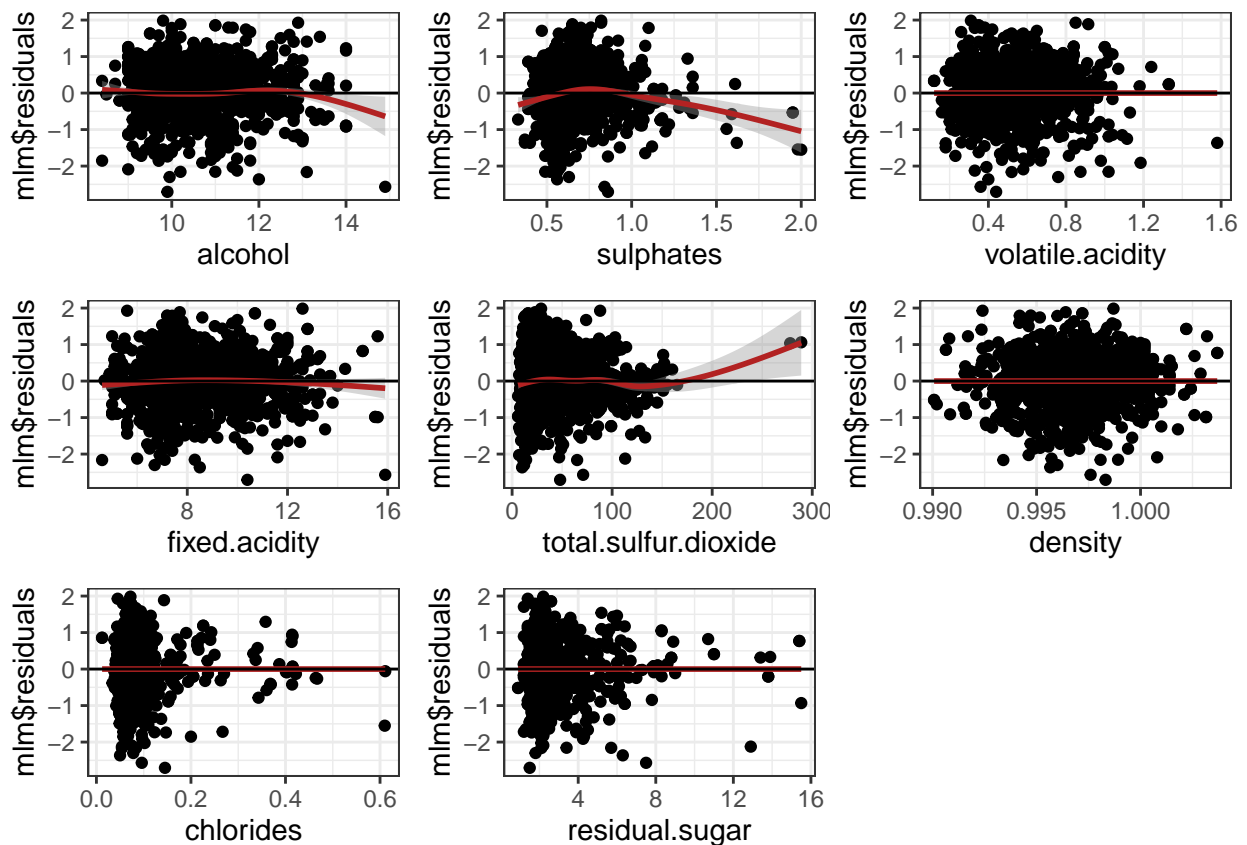 mlm$residuals
2
1
0
−1
−2
10 12 14
alcohol
mlm$residuals
2
1
0
−1
−2
0.5 1.0 1.5 2.0
sulphates
mlm$residuals
2
1
0
−1
−2
0.4 0.8 1.2 1.6
volatile.acidity
mlm$residuals
2
1
0
−1
−2
8 12 16
fixed.acidity
mlm$residuals
2
1
0
−1
−2
0 100 200 300
total.sulfur.dioxide
mlm$residuals
2
1
0
−1
−2
0.990 0.995 1.000
density
mlm$residuals
2
1
0
−1
−2
0.0 0.2 0.4 0.6
chlorides
mlm$residuals
2
1
0
−1
−2
4 8 12 16
residual.sugar